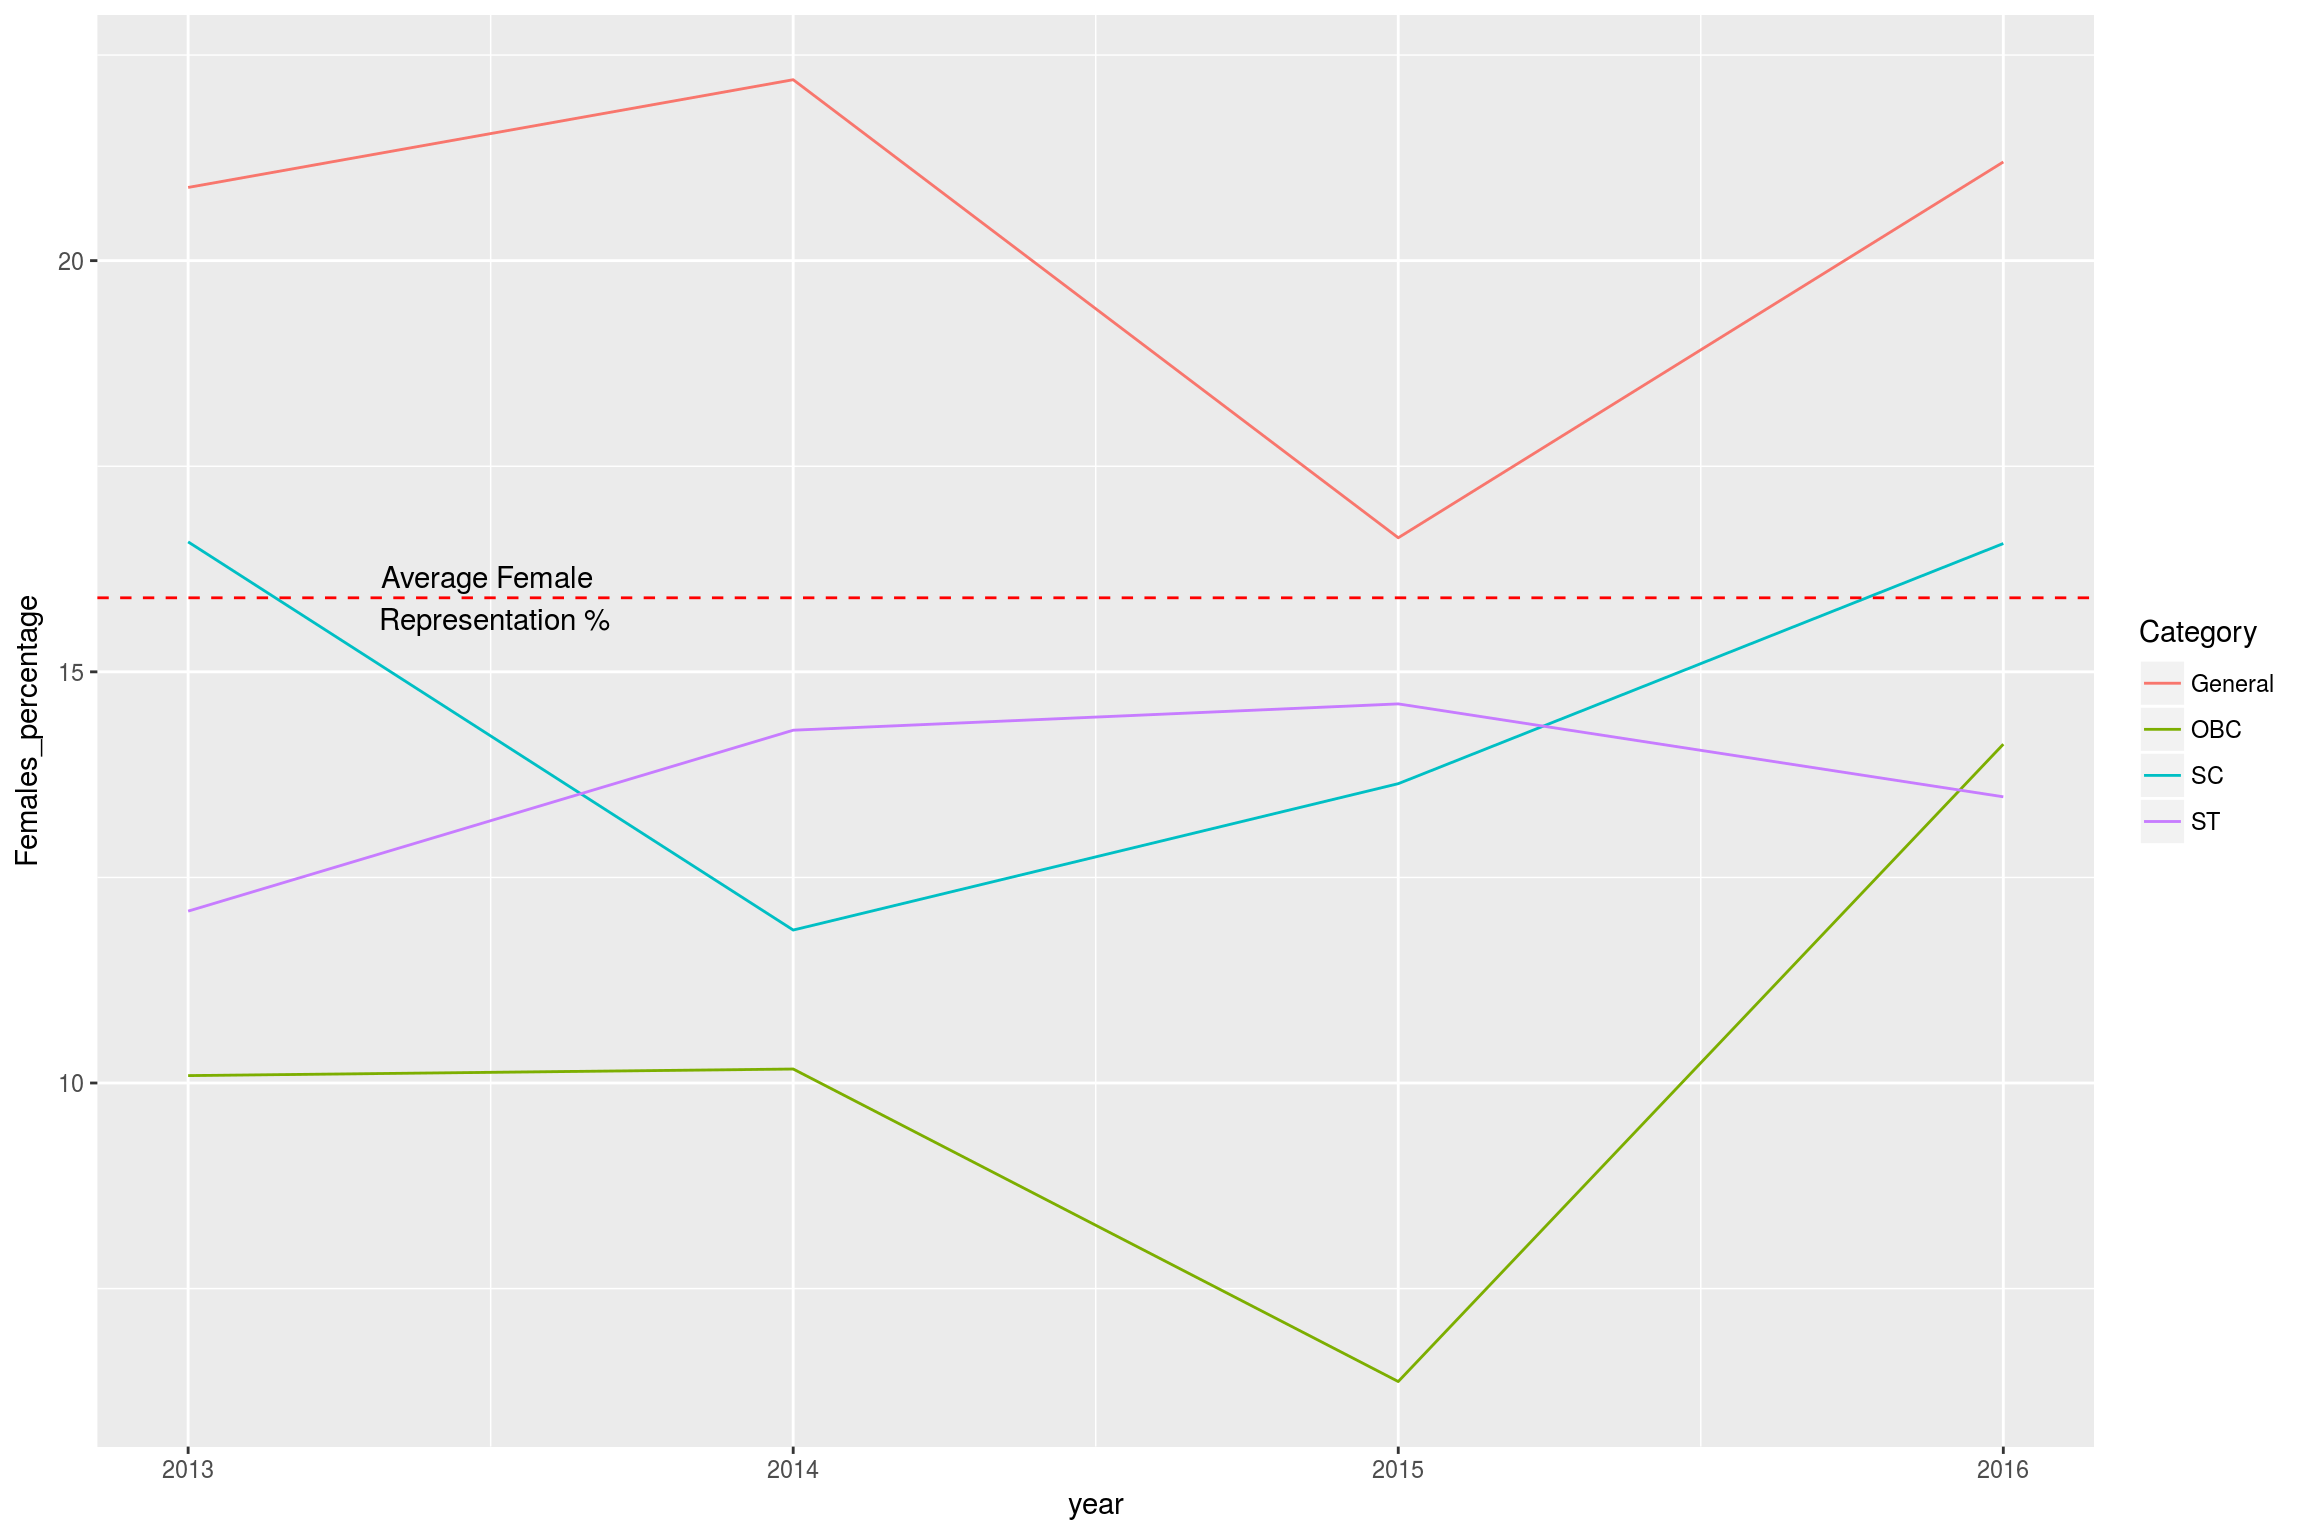 20
15
10
Females_percentage
Average Female
Representation %
2013
2014
2015
2016
year
Category
General
OBC
SC
ST